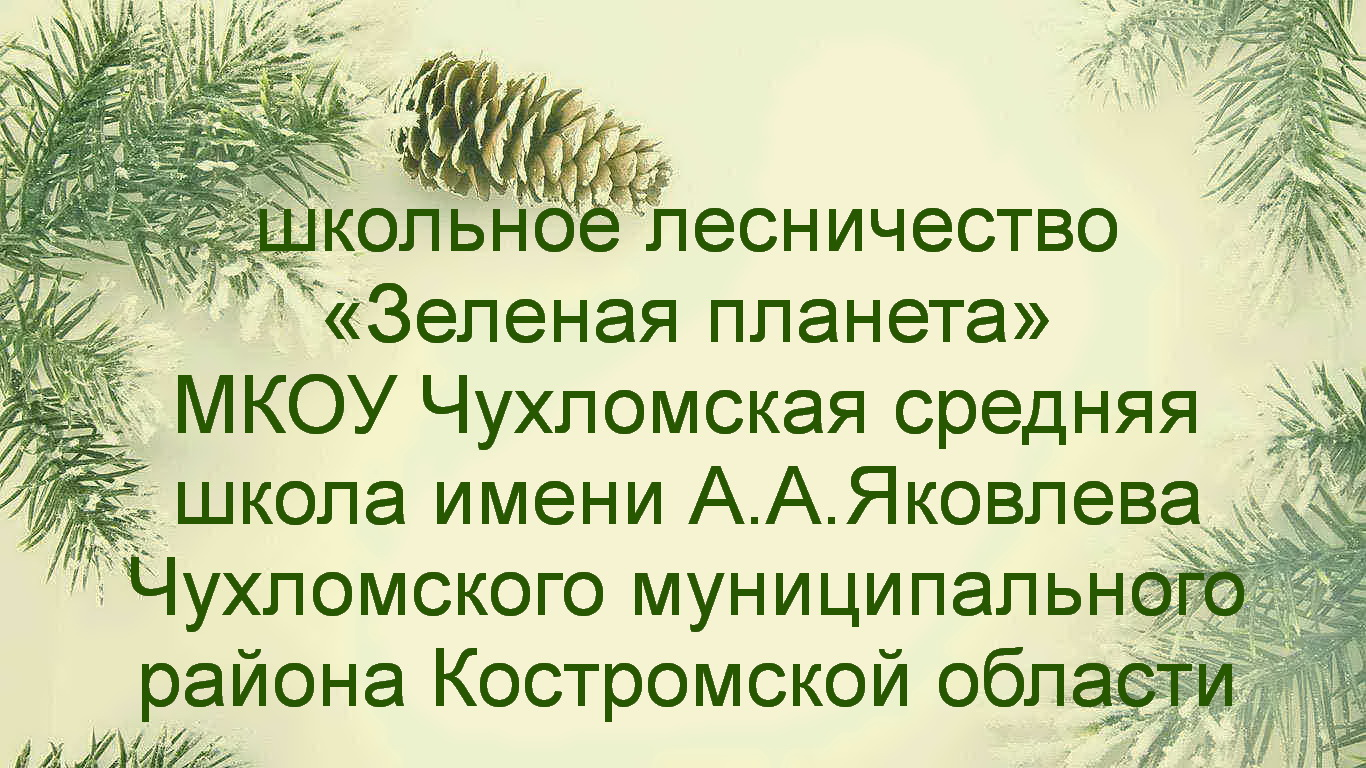 школьное лесничество
«Зеленая планета»
МКОУ Чухломская средняя
школа имени А.А.Яковлева
Чухломского муниципального
района Костромской области